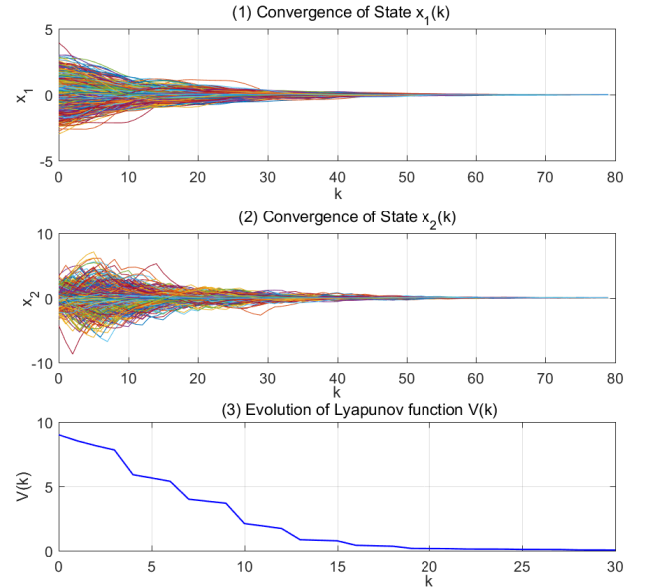 (1) Convergence of State x₁(k)
5
0
-5
x₁
0 10 20 30 40 50 60 70 80
k
(2) Convergence of State x₂(k)
10
0
-10
x₂
0 10 20 30 40 50 60 70 80
k
(3) Evolution of Lyapunov function V(k)
10
5
0
V(k)
0 5 10 15 20 25 30
k